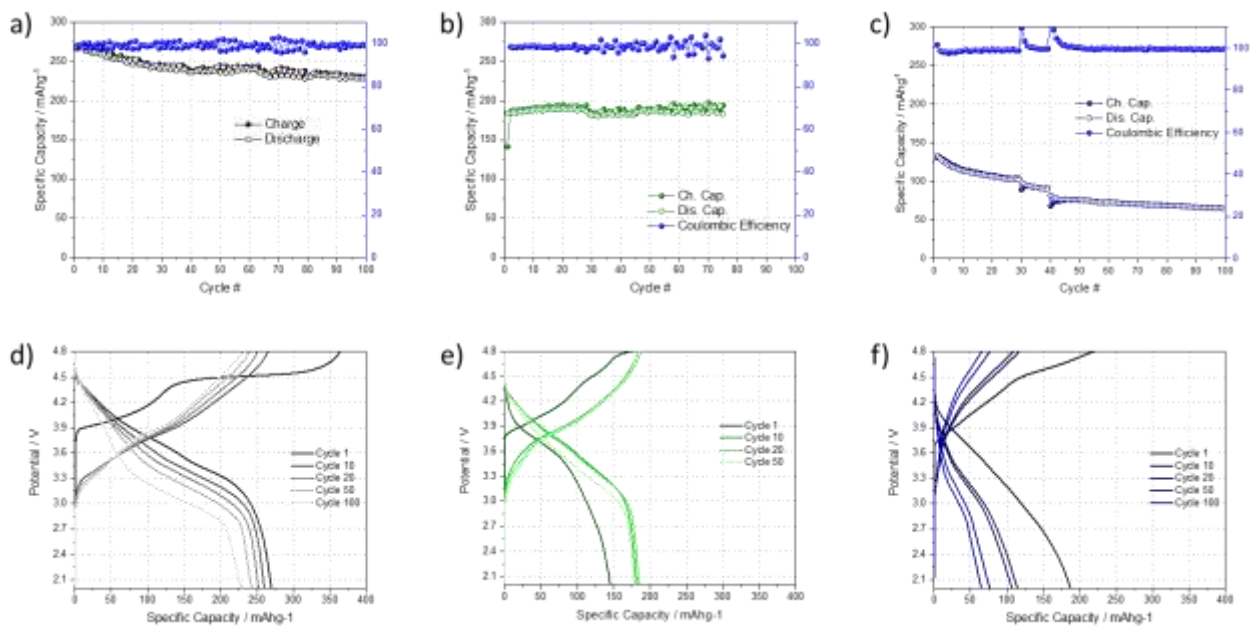 a)
300
250
200
150
100
50
0
Specific Capacity / mAhg-1
100
80
60
40
20
0
Charge
Discharge
0 10 20 30 40 50 60 70 80 90 100
Cycle #
b)
300
250
200
150
100
50
0
Specific Capacity / mAhg-1
100
80
60
40
20
0
Ch. Cap.
Dis. Cap.
Coulombic Efficiency
0 10 20 30 40 50 60 70 80 90 100
Cycle #
c)
300
250
200
150
100
50
0
Specific Capacity / mAhg-1
100
80
60
40
20
0
Ch. Cap.
Dis. Cap.
Coulombic Efficiency
0 10 20 30 40 50 60 70 80 90 100
Cycle #
d)
4.8
4.5
4.2
3.9
3.6
3.3
3.0
2.7
2.4
2.1
Potential / V
Cycle 1
Cycle 10
Cycle 20
Cycle 50
Cycle 100
0 50 100 150 200 250 300 350 400
Specific Capacity / mAhg-1
e)
4.8
4.5
4.2
3.9
3.6
3.3
3.0
2.7
2.4
2.1
Potential / V
Cycle 1
Cycle 10
Cycle 20
Cycle 50
0 50 100 150 200 250 300 350 400
Specific Capacity / mAhg-1
f)
4.8
4.5
4.2
3.9
3.6
3.3
3.0
2.7
2.4
2.1
Potential / V
Cycle 1
Cycle 10
Cycle 20
Cycle 50
Cycle 100
0 50 100 150 200 250 300 350 400
Specific Capacity / mAhg-1